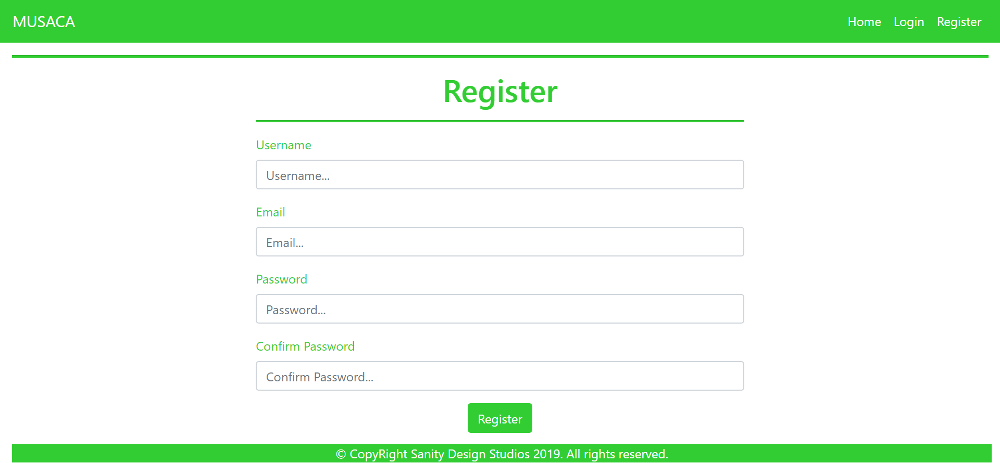 MUSACA
Home Login Register
Register
Username
Username...
Email
Email...
Password
Password...
Confirm Password
Confirm Password...
Register
© CopyRight Sanity Design Studios 2019. All rights reserved.